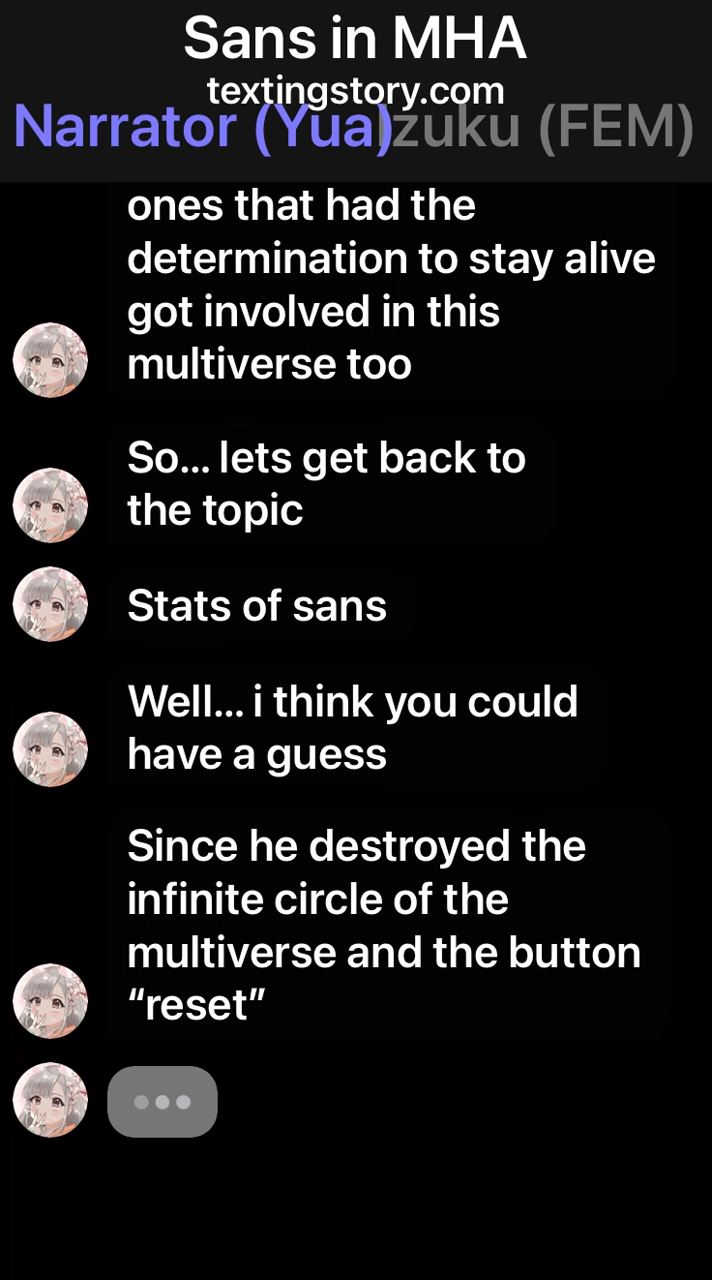 Sans in MHA
textingstory.com
Narrator (Yua) zuku (FEM)
ones that had the
determination to stay alive
got involved in this
multiverse too
So... lets get back to
the topic
Stats of sans
Well... i think you could
have a guess
Since he destroyed the
infinite circle of the
multiverse and the button
“reset”